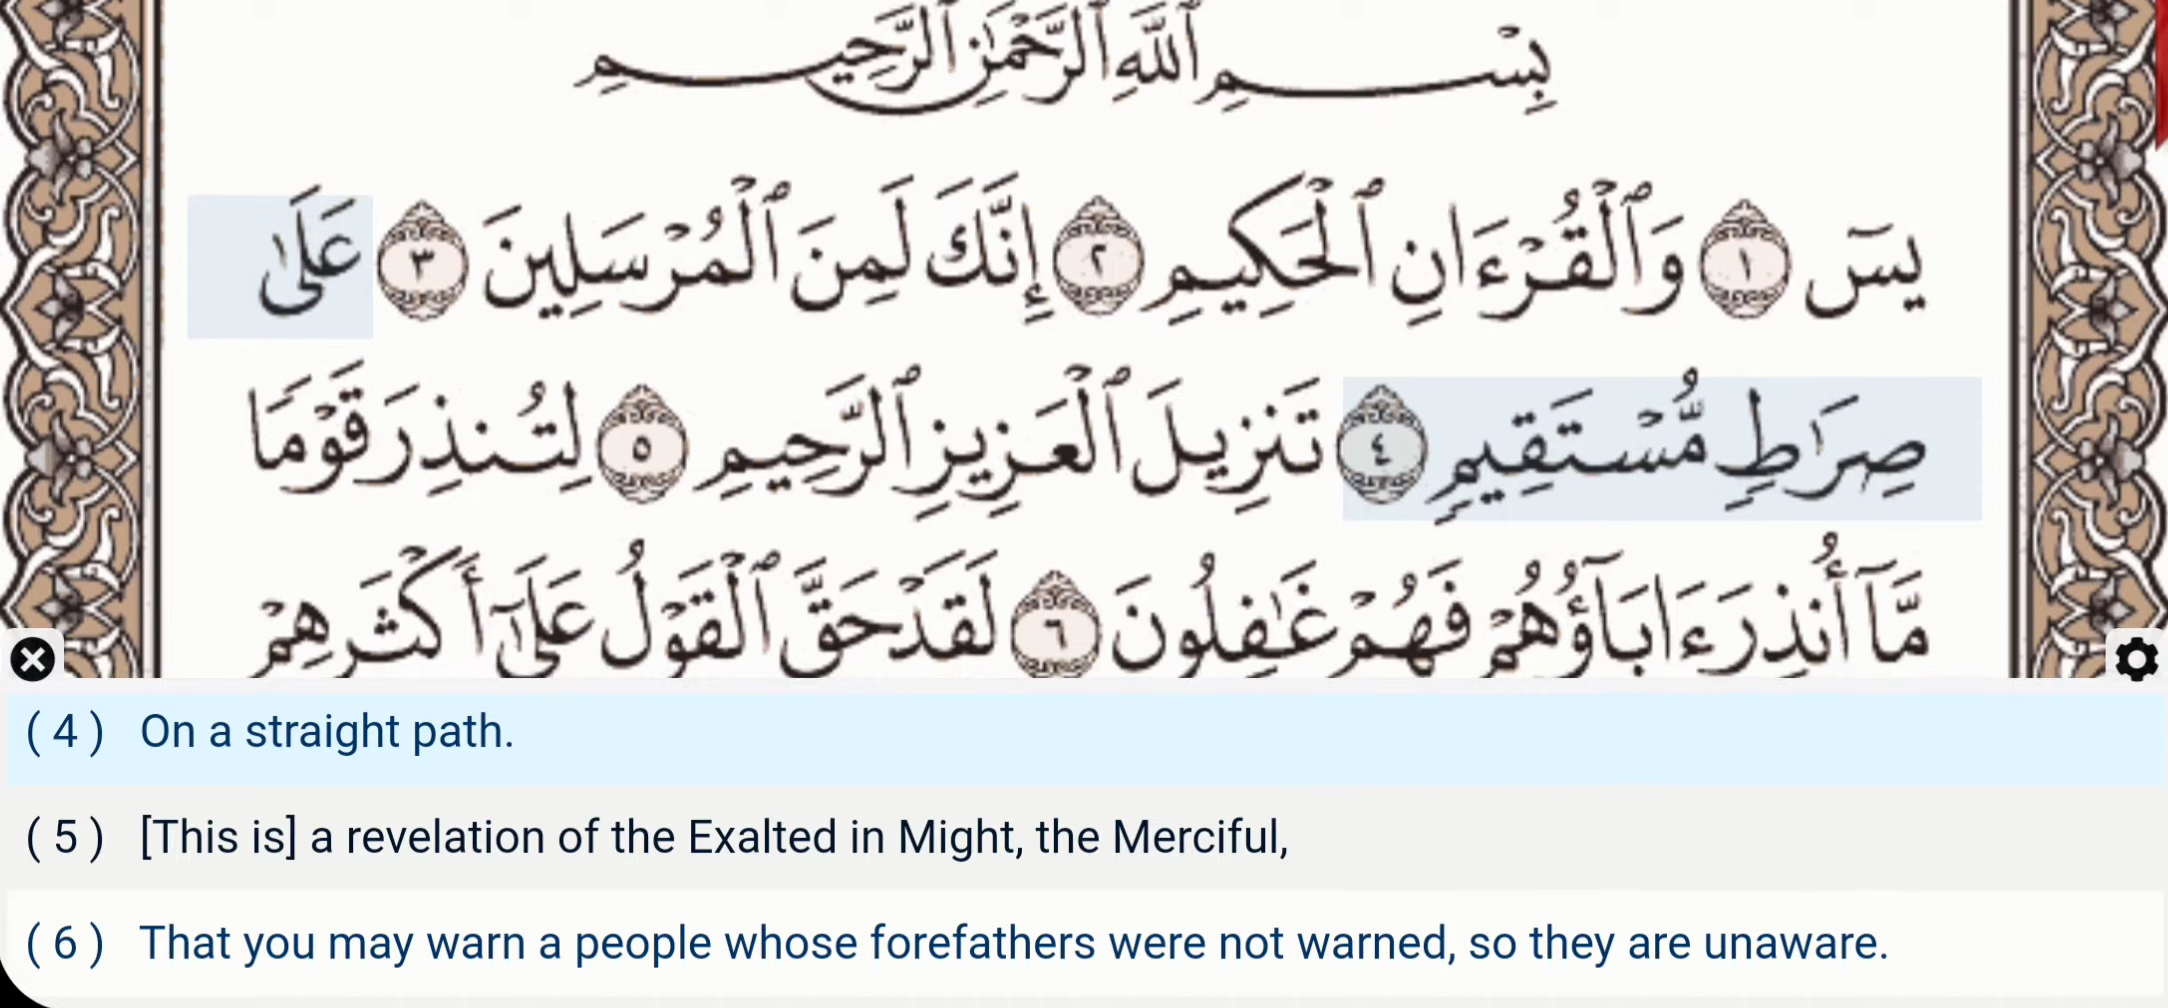 بِسْمِ ٱللَّهِ ٱلرَّحْمَٰنِ ٱلرَّحِيمِ
يسٓ ١ وَٱلْقُرْءَانِ ٱلْحَكِيمِ ٢ إِنَّكَ لَمِنَ ٱلْمُرْسَلِينَ ٣ عَلَىٰ
صِرَٰطٍ مُّسْتَقِيمٍ ٤ تَنزِيلَ ٱلْعَزِيزِ ٱلرَّحِيمِ ٥ لِتُنذِرَ قَوْمًا
مَّآ أُنذِرَ ءَابَآؤُهُمْ فَهُمْ غَٰفِلُونَ ٦ لَقَدْ حَقَّ ٱلْقَوْلُ عَلَىٰٓ أَكْثَرِهِمْ
( 4 ) On a straight path.
( 5 ) [This is] a revelation of the Exalted in Might, the Merciful,
( 6 ) That you may warn a people whose forefathers were not warned, so they are unaware.